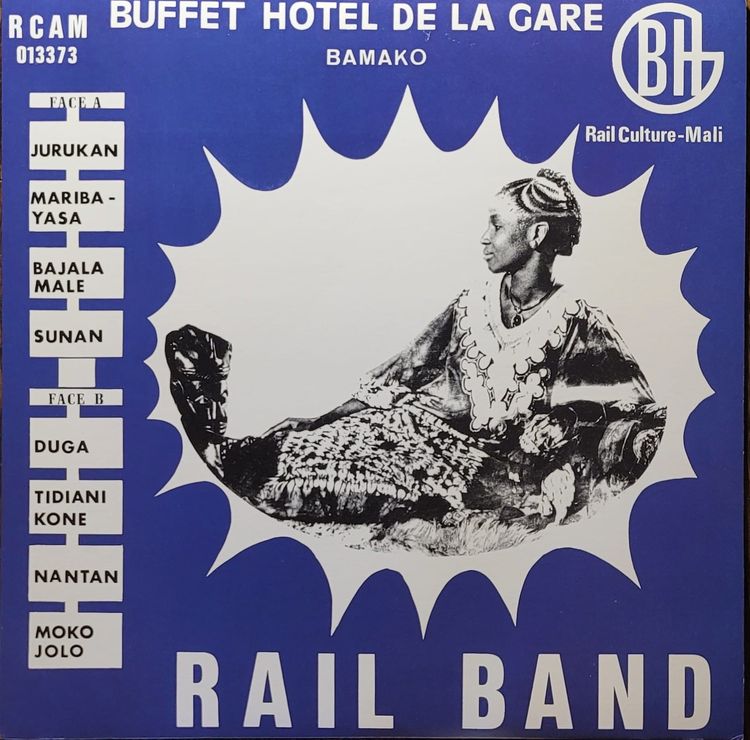 RCAM
013373
BUFFET HOTEL DE LA GARE
BAMAKO
BHG
Rail Culture-Mali
FACE A
JURUKAN
MARIBA-
YASA
BAJALA
MALE
SUNAN
FACE B
DUGA
TIDIANI
KONE
NANTAN
MOKO
JOLO
RAIL BAND